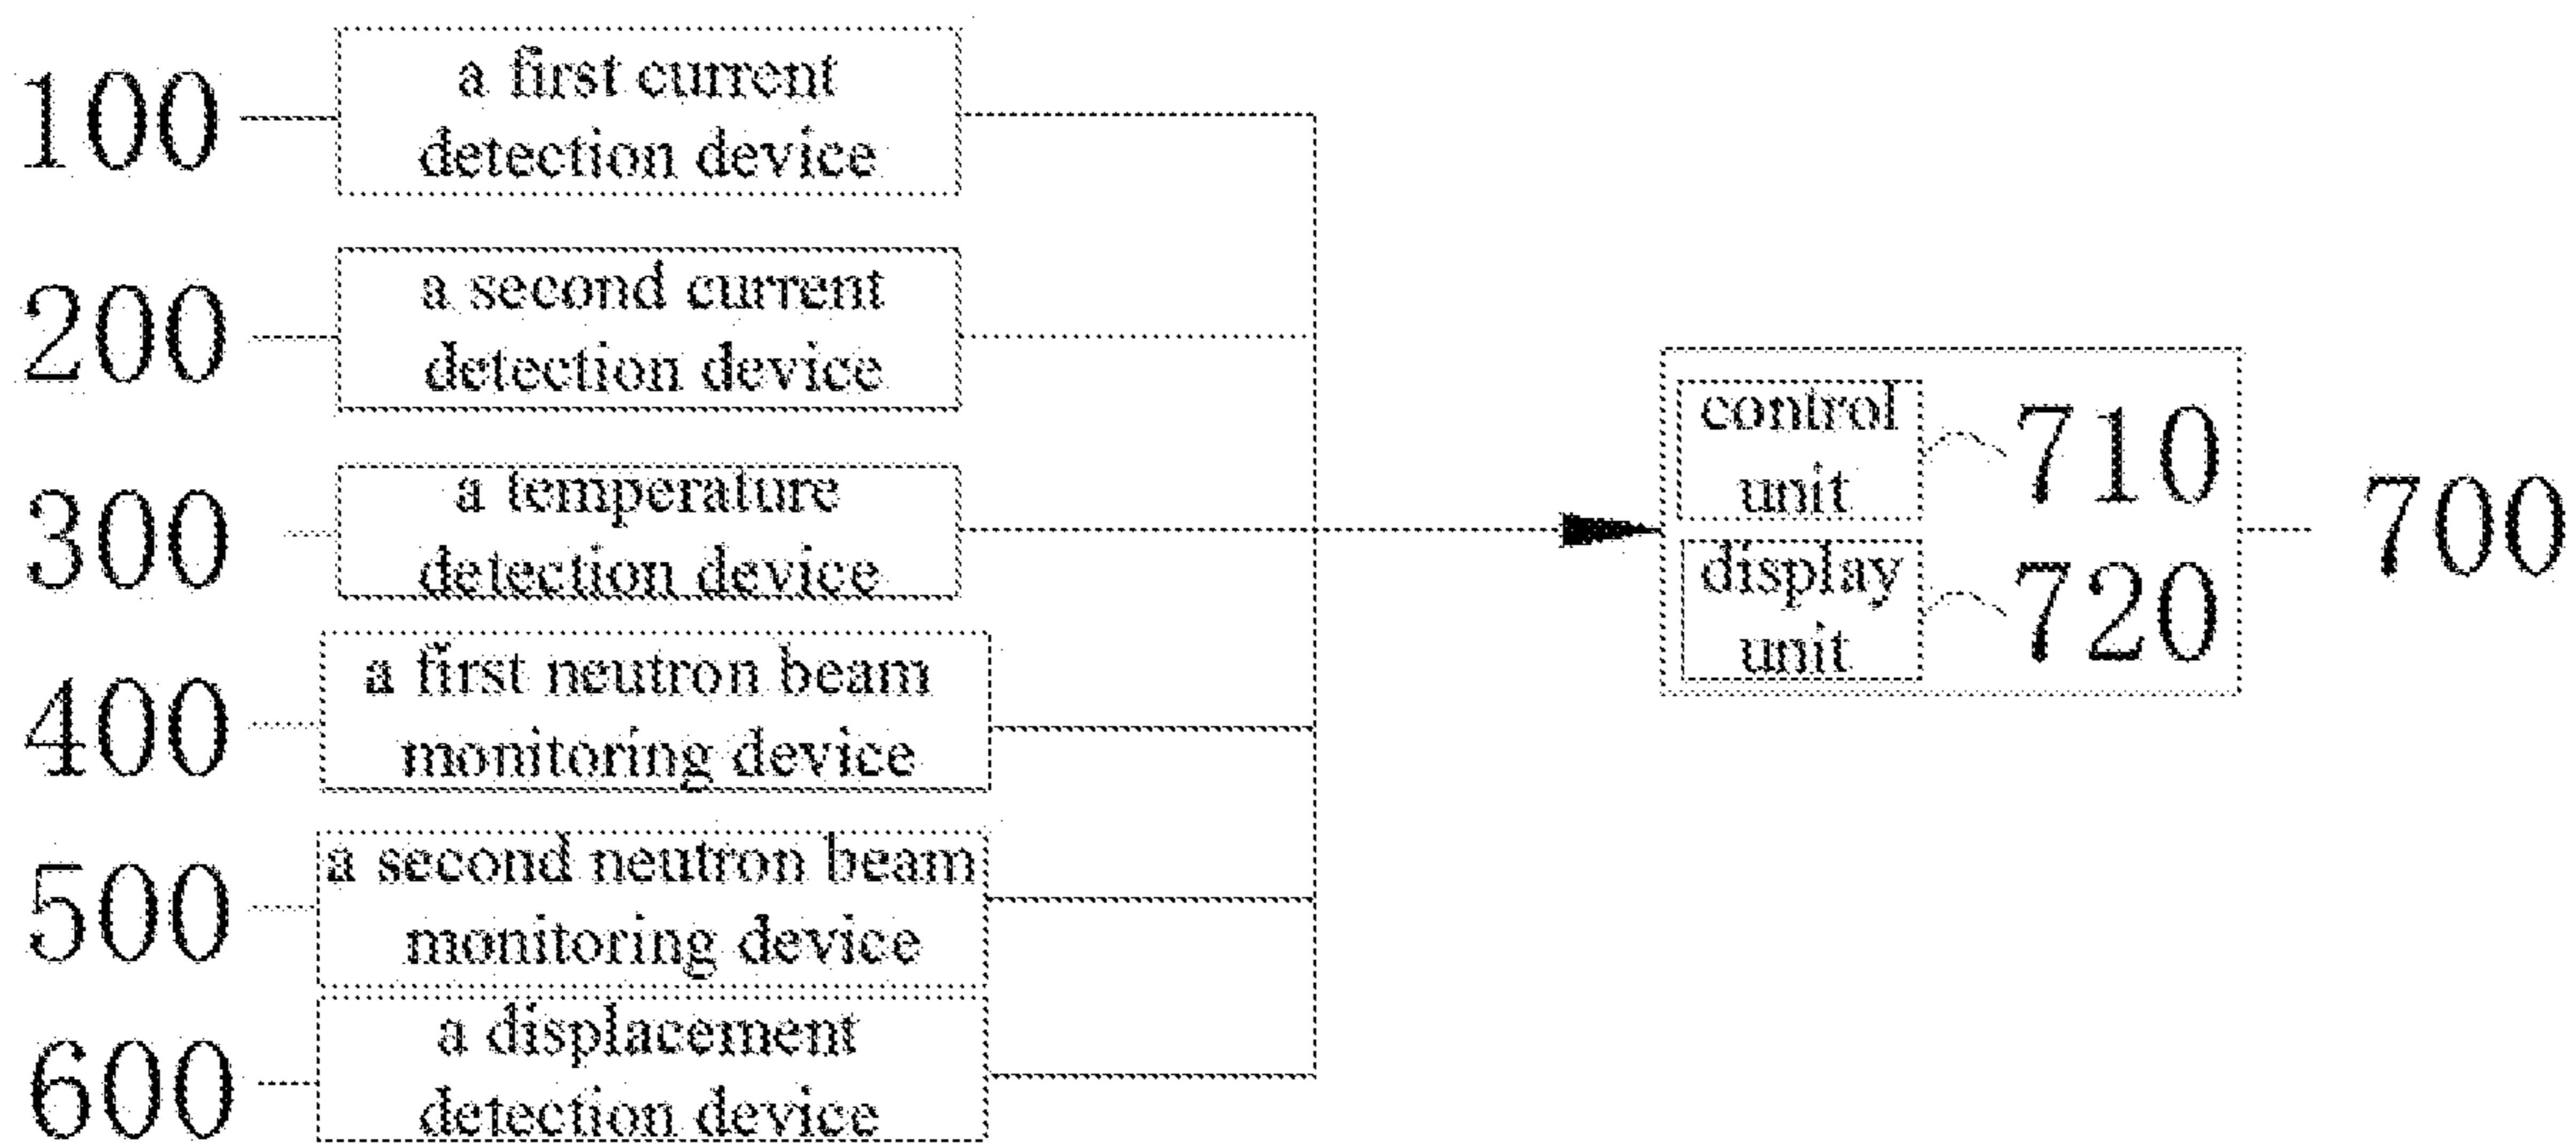 100
a first current
detection device
200
a second current
detection device
300
a temperature
detection device
400
a first neutron beam
monitoring device
500
a second neutron beam
monitoring device
600
a displacement
detection device
control
unit
710
display
unit
720
700